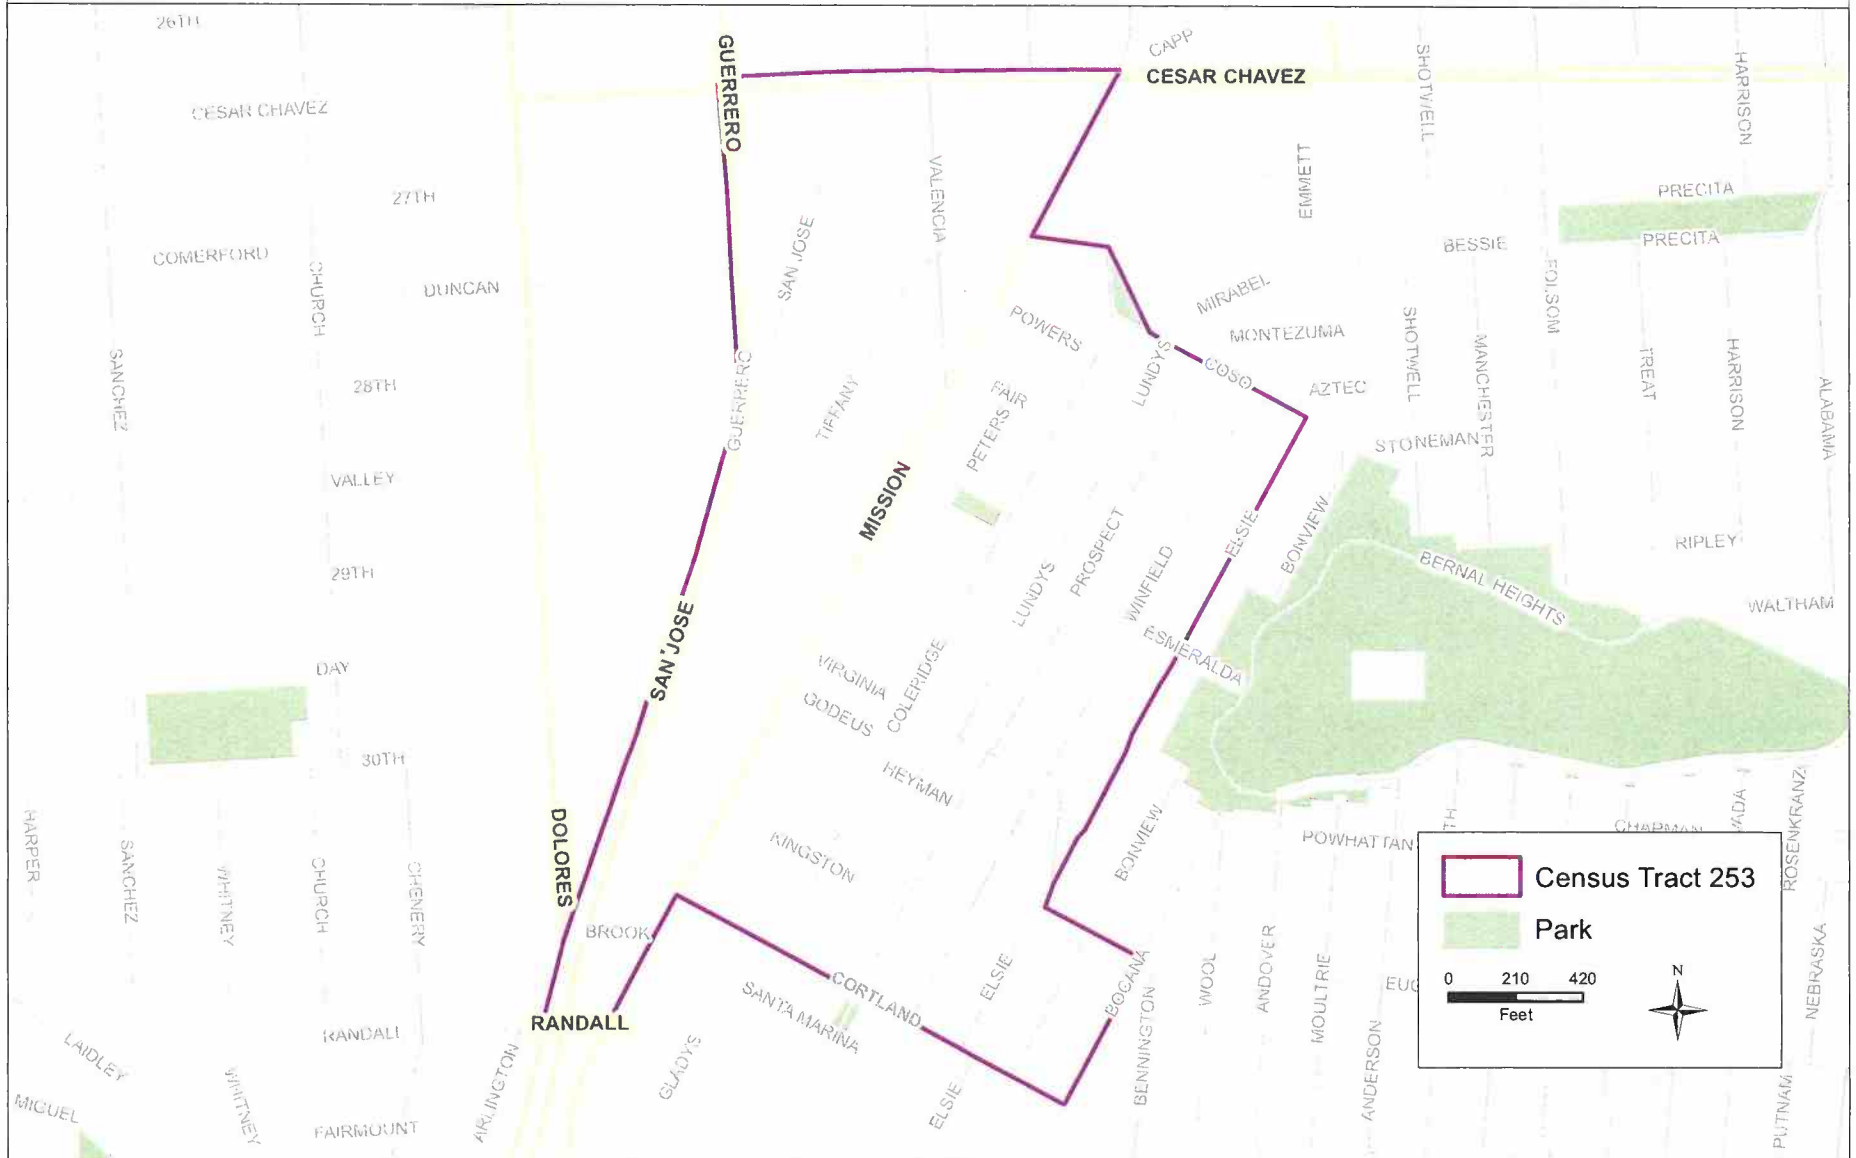 26TH
GUERRERO
CAPP
CESAR CHAVEZ
SHOTWELL
HARRISON
CESAR CHAVEZ
27TH
VALENCIA
EMMETT
PRECITA
PRECITA
BESSIE
COMERFORD
CHURCH
DUNCAN
SAN JOSE
FOLSOM
MIRABEL
POWERS
MONTEZUMA
SHOTWELL
MANCHESTER
TREAT
HARRISON
ALABAMA
SANCHEZ
28TH
GUERRERO
TIFFANY
FAIR
PETERS
LUNDYS
COSO
AZTEC
STONEMAN
VALLEY
MISSION
PROSPECT
ELSIE
BONVIEW
RIPLEY
29TH
LUNDYS
WINFIELD
BERNAL HEIGHTS
WALTHAM
SAN JOSE
ESMERALDA
DAY
VIRGINIA
COLERIDGE
GODEUS
30TH
HEYMAN
HARPER
SANCHEZ
WHITNEY
CHURCH
CHENERY
DOLORES
KINGSTON
BONVIEW
POWHATTAN
TH
CHAPMAN
VADA
ROSENKRANZ
BROOK
CORTLAND
ELSIE
BOCANA
BENNINGTON
WOOL
ANDOVER
MOULTRIE
EUG
NEBRASKA
SANTA MARINA
RANDALL
RANDALL
LAIDLEY
MIGUEL
WHITNEY
FAIRMOUNT
ARLINGTON
GLADYS
ELSIE
ANDERSON
PUTNAM
Census Tract 253
Park
0 210 420
Feet
N